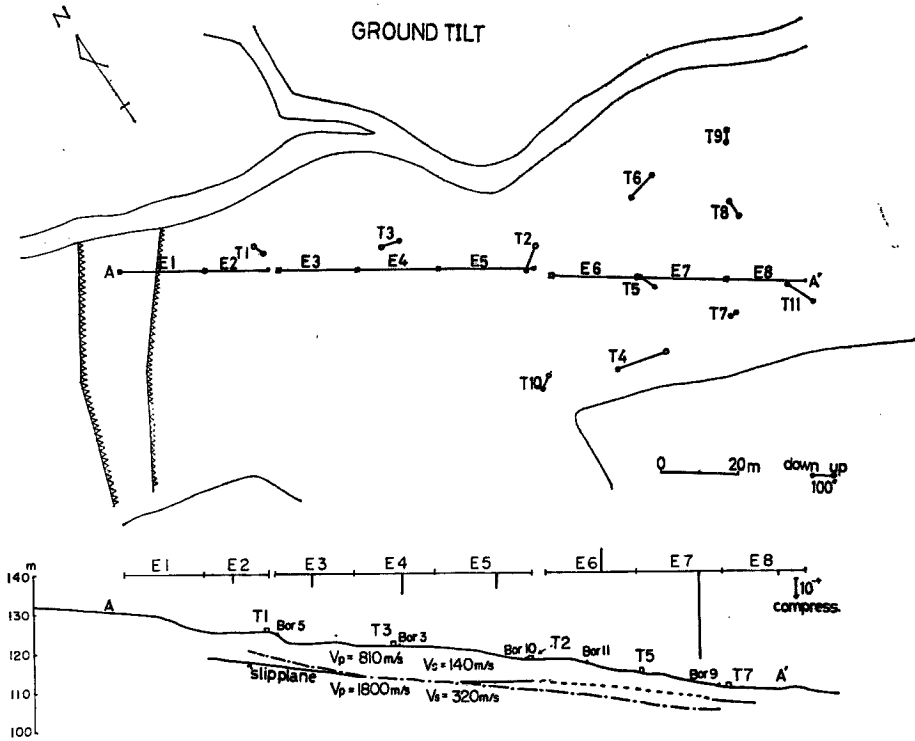 GROUND TILT
N
T9
T6
T8
T3
T2
T1
A E1 E2 E3 E4 E5 E6 E7 E8 A'
T5
T11
T7
T4
T10
0 20m
down up
100"
m E1 E2 E3 E4 E5 E6 E7 E8
140
10⁻⁴
compress.
A
130
T1
Bor 5
T3
Bor 3
Bor 10
T2
Bor 11
120
Vp = 810m/s
Vs = 140m/s
T5
slip plane
Vp = 1800m/s
Vs = 320m/s
Bor 9
T7
A'
110
100